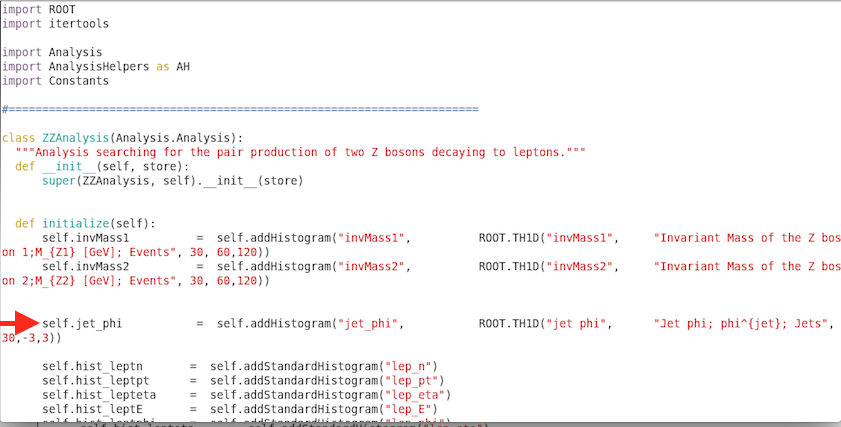 import ROOT
import itertools
import Analysis
import AnalysisHelpers as AH
import Constants
#======================================================================
class ZZAnalysis(Analysis.Analysis):
"""Analysis searching for the pair production of two Z bosons decaying to leptons."""
def __init__(self, store):
super(ZZAnalysis, self).__init__(store)
def initialize(self):
self.invMass1 = self.addHistogram("invMass1", ROOT.TH1D("invMass1", "Invariant Mass of the Z bos
on 1;M_{Z1} [GeV]; Events", 30, 60,120))
self.invMass2 = self.addHistogram("invMass2", ROOT.TH1D("invMass2", "Invariant Mass of the Z bos
on 2;M_{Z2} [GeV]; Events", 30, 60,120))
self.jet_phi = self.addHistogram("jet_phi", ROOT.TH1D("jet phi", "Jet phi; phi^{jet}; Jets",
30,-3,3))
self.hist_leptn = self.addStandardHistogram("lep_n")
self.hist_leptpt = self.addStandardHistogram("lep_pt")
self.hist_lepteta = self.addStandardHistogram("lep_eta")
self.hist_leptE = self.addStandardHistogram("lep_E")